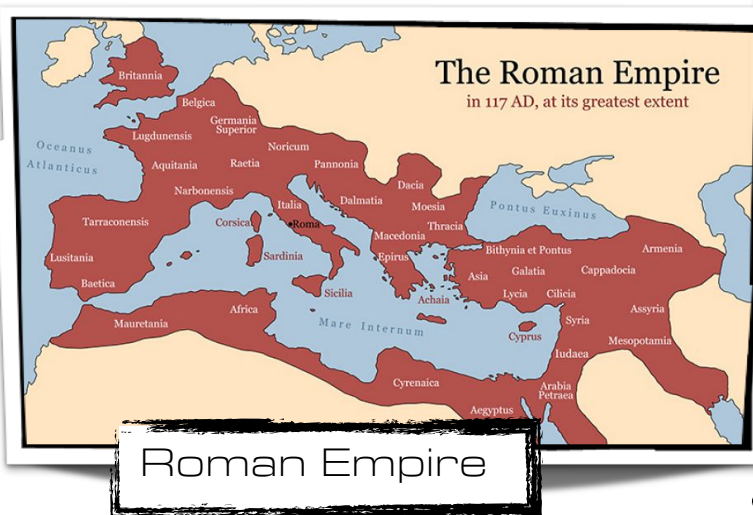 The Roman Empire
in 117 AD, at its greatest extent
Britannia
Belgica
Germania
Superior
Lugdunensis
Noricum
Oceanus
Atlanticus
Aquitania
Raetia
Pannonia
Narbonensis
Dacia
Italia
Dalmatia
Moesia
Pontus Euxinus
Tarraconensis
Corsica
Roma
Thracia
Macedonia
Bithynia et Pontus
Armenia
Lusitania
Sardinia
Epirus
Asia
Galatia
Cappadocia
Baetica
Sicilia
Achaia
Lycia
Cilicia
Mauretania
Africa
Mare Internum
Cyprus
Syria
Assyria
Mesopotamia
Iudaea
Cyrenaica
Arabia
Petraea
Aegyptus
Roman Empire